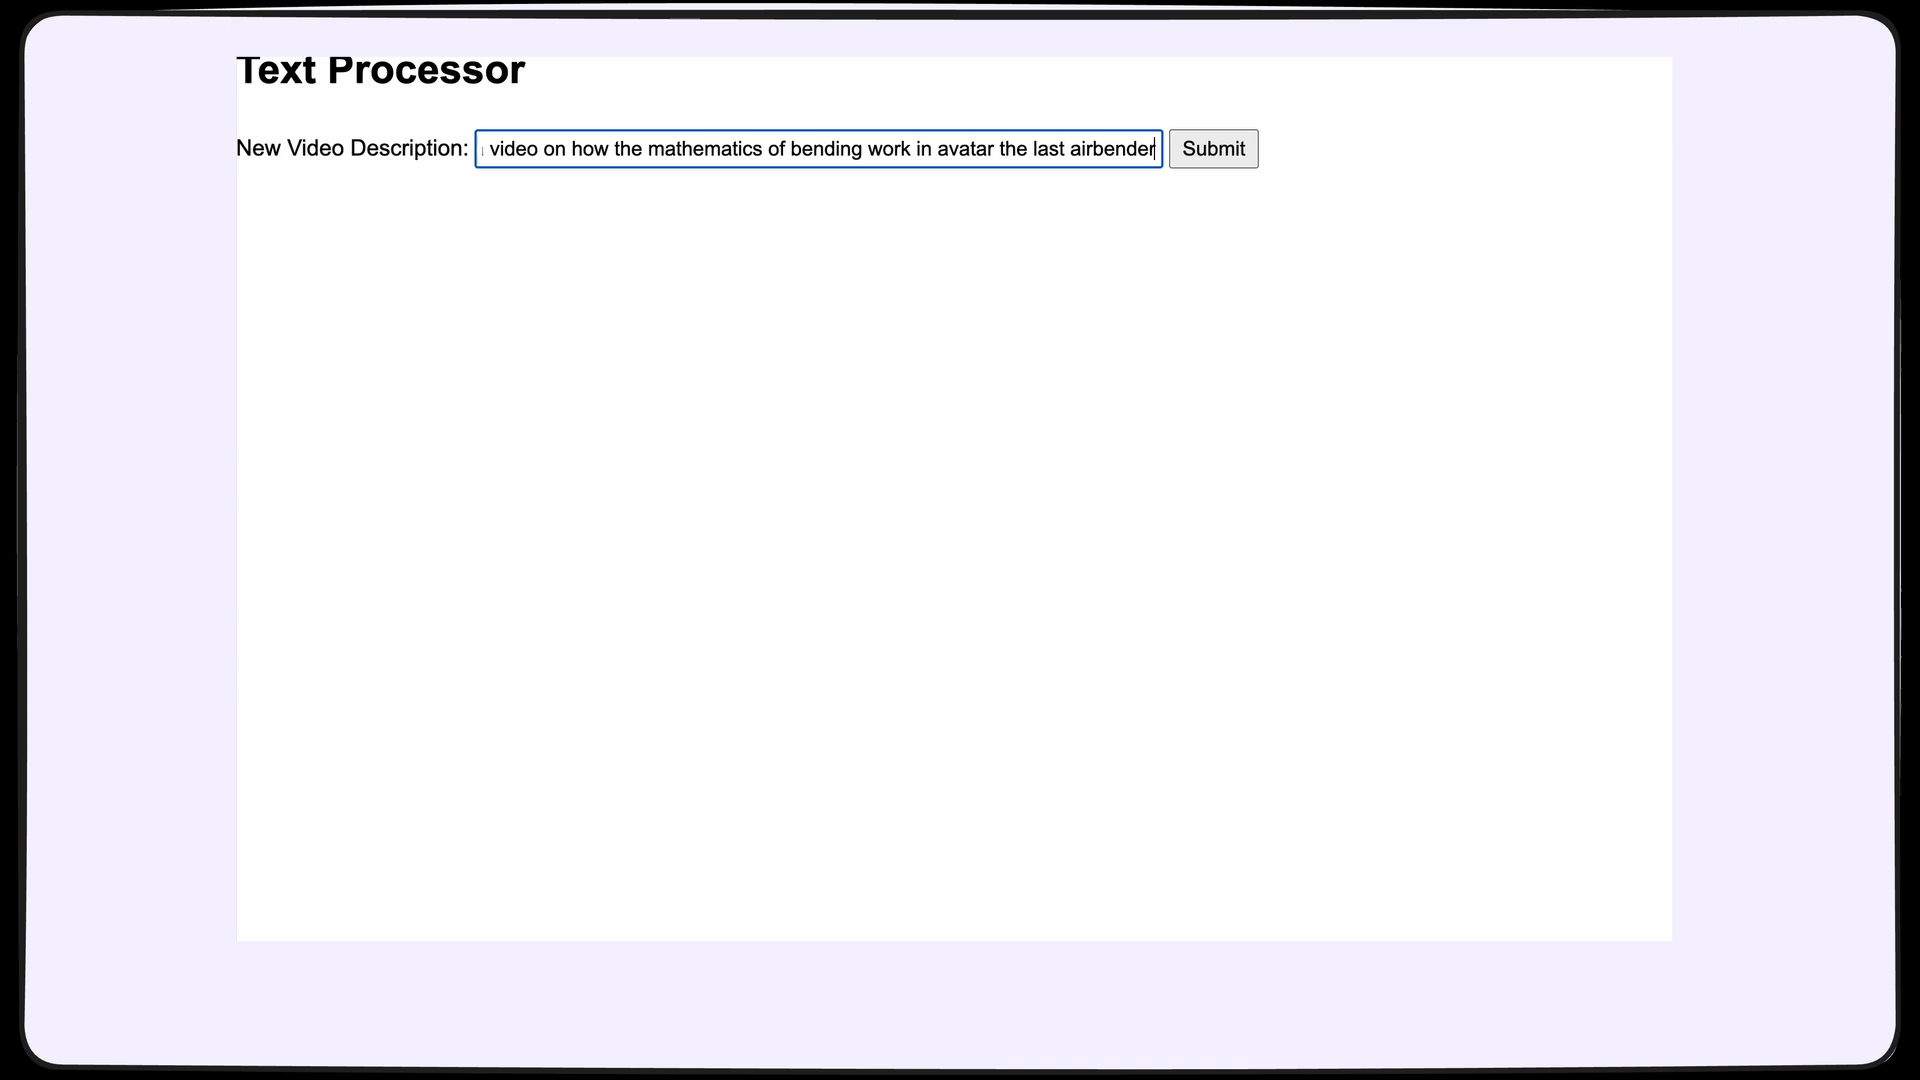 Text Processor
New Video Description: video on how the mathematics of bending work in avatar the last airbender Submit